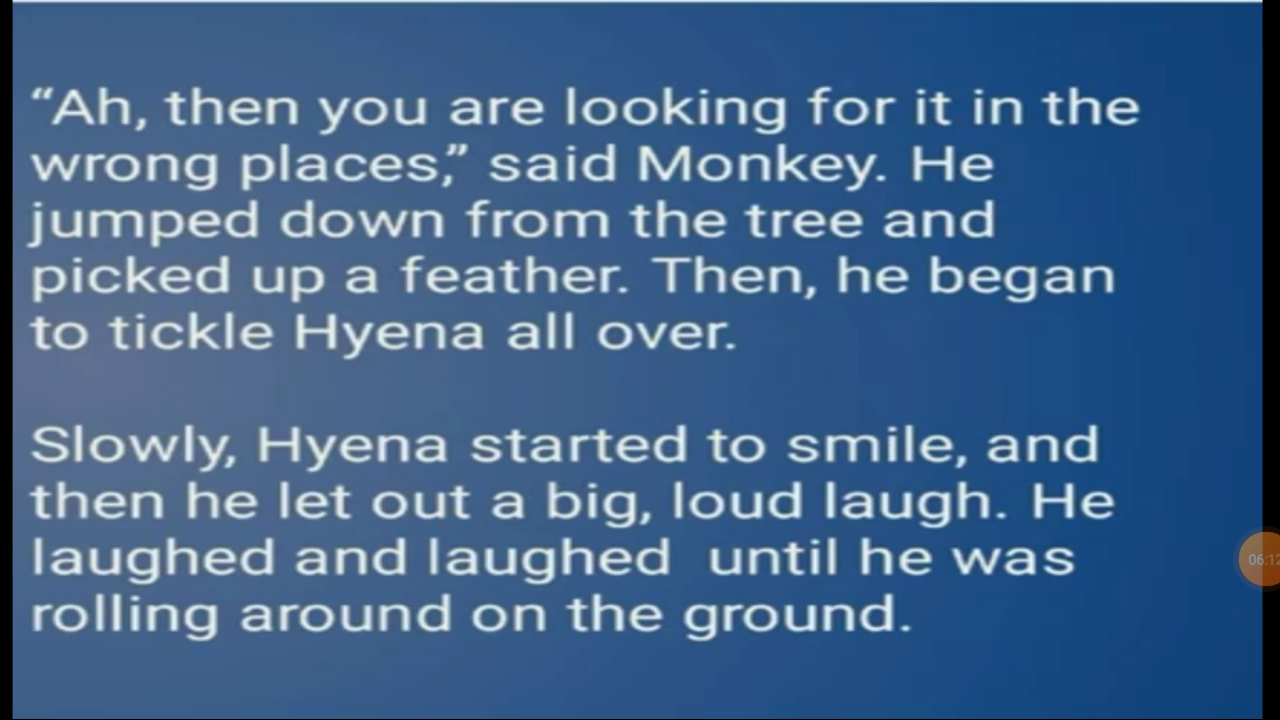 “Ah, then you are looking for it in the
wrong places,” said Monkey. He
jumped down from the tree and
picked up a feather. Then, he began
to tickle Hyena all over.
Slowly, Hyena started to smile, and
then he let out a big, loud laugh. He
laughed and laughed  until he was
rolling around on the ground.